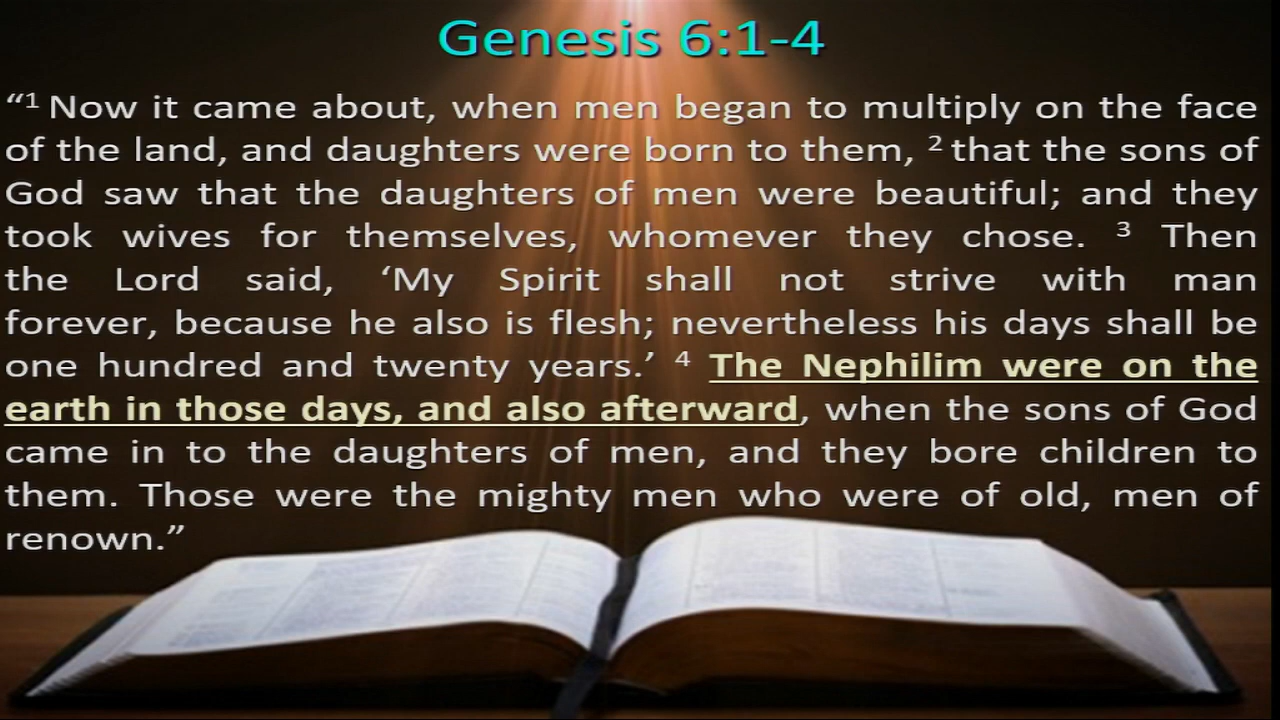 Genesis 6:1-4
“1 Now it came about, when men began to multiply on the face
of the land, and daughters were born to them, 2 that the sons of
God saw that the daughters of men were beautiful; and they
took wives for themselves, whomever they chose. 3 Then
the Lord said, ‘My Spirit shall not strive with man
forever, because he also is flesh; nevertheless his days shall be
one hundred and twenty years.’ 4 The Nephilim were on the
earth in those days, and also afterward, when the sons of God
came in to the daughters of men, and they bore children to
them. Those were the mighty men who were of old, men of
renown.”